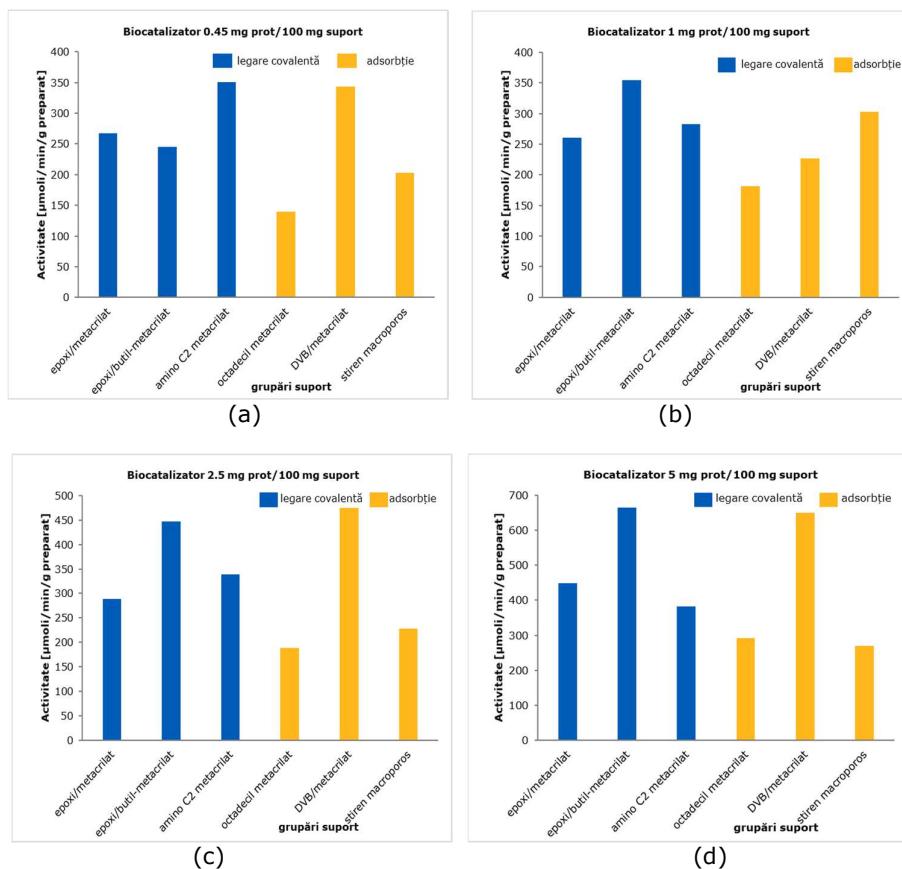 Biocatalizator 0.45 mg prot/100 mg suport
legare covalentă adsorbție
Activitate [µmoli/min/g preparat]
400
350
300
250
200
150
100
50
0
epoxi/metacrilat
epoxi/butil-metacrilat
amino C2 metacrilat
octadecil metacrilat
DVB/metacrilat
stiren macroporos
grupări suport
(a)
Biocatalizator 1 mg prot/100 mg suport
legare covalentă adsorbție
Activitate [µmoli/min/g preparat]
400
350
300
250
200
150
100
50
0
epoxi/metacrilat
epoxi/butil-metacrilat
amino C2 metacrilat
octadecil metacrilat
DVB/metacrilat
stiren macroporos
grupări suport
(b)
Biocatalizator 2.5 mg prot/100 mg suport
legare covalentă adsorbție
Activitate [µmoli/min/g preparat]
500
450
400
350
300
250
200
150
100
50
0
epoxi/metacrilat
epoxi/butil-metacrilat
amino C2 metacrilat
octadecil metacrilat
DVB/metacrilat
stiren macroporos
grupări suport
(c)
Biocatalizator 5 mg prot/100 mg suport
legare covalentă adsorbție
Activitate [µmoli/min/g preparat]
700
600
500
400
300
200
100
0
epoxi/metacrilat
epoxi/butil-metacrilat
amino C2 metacrilat
octadecil metacrilat
DVB/metacrilat
stiren macroporos
grupări suport
(d)